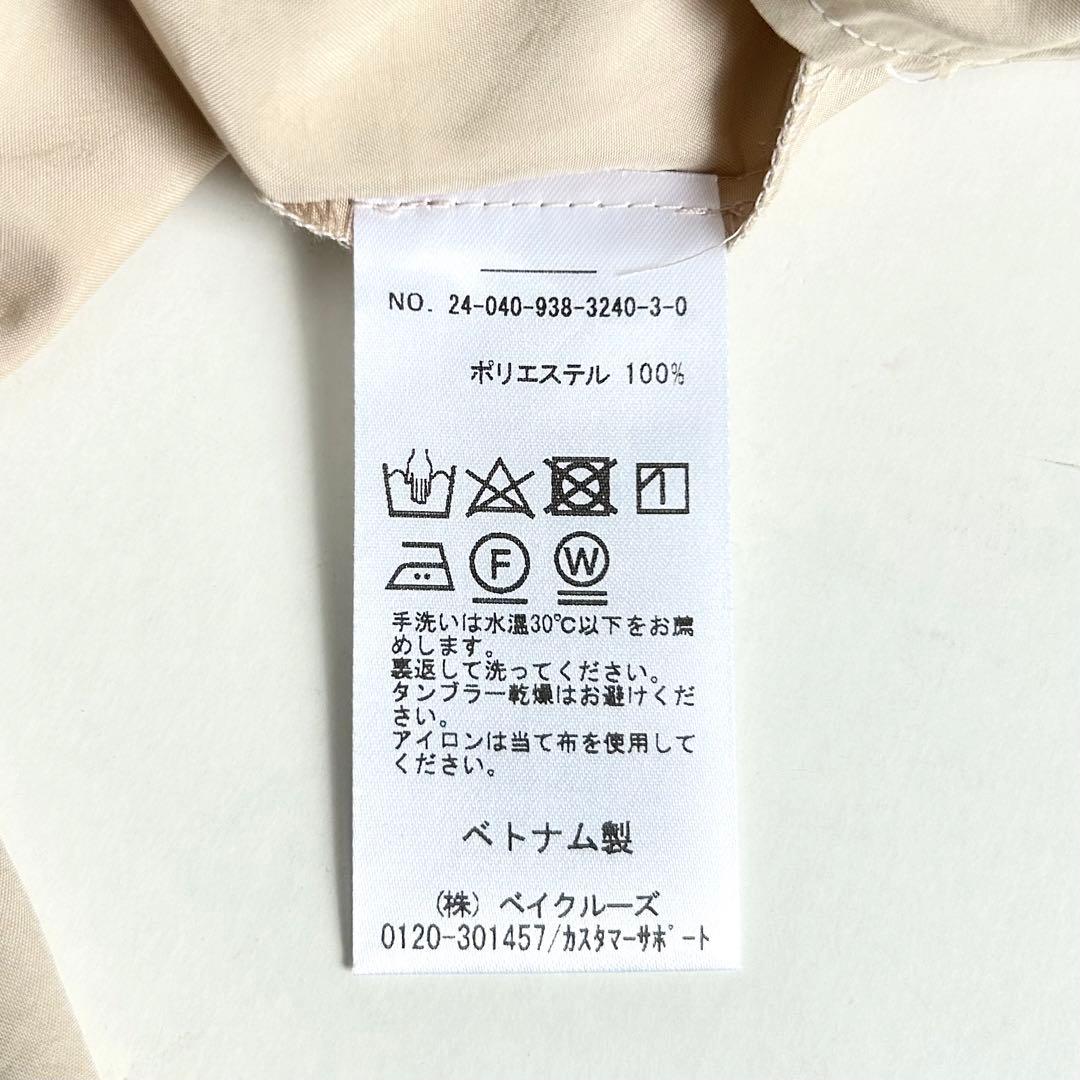 NO. 24-040-938-3240-3-0
ポリエステル 100%
F W
手洗いは水温30℃以下をお薦
めします。
裏返して洗ってください。
タンブラー乾燥はお避けくだ
さい。
アイロンは当て布を使用して
ください。
ベトナム製
(株) ベイクルーズ
0120-301457/カスタマーサポート